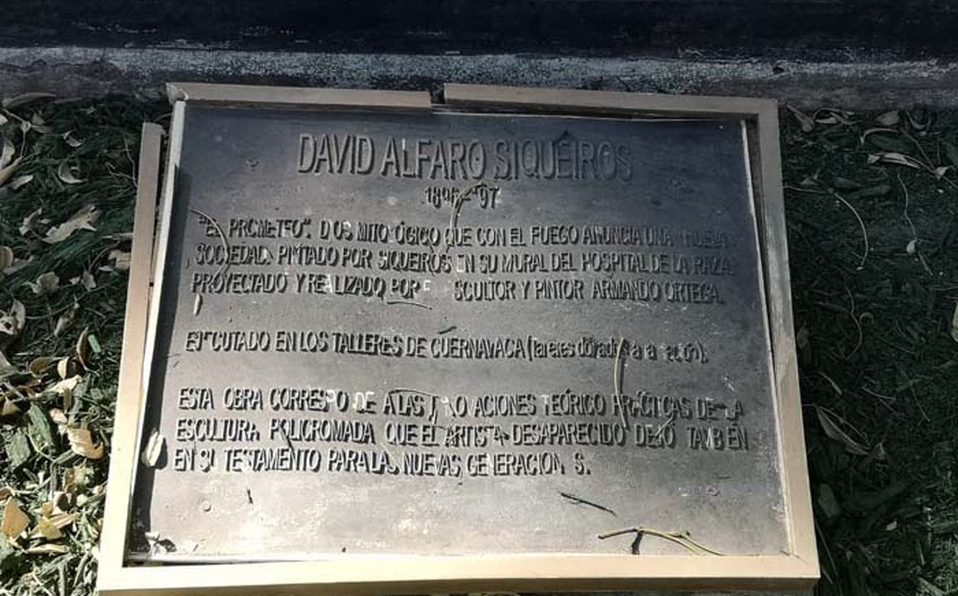 DAVID ALFARO SIQUEIROS
"EL PROMETEO". DIOS MITOLÓGICO QUE CON EL FUEGO ANUNCIA UNA NUEVA
SOCIEDAD, PINTADO POR SIQUEIROS EN SU MURAL DEL HOSPITAL DE LA RAZA
PROYECTADO Y REALIZADO POR ESCULTOR Y PINTOR ARMANDO ORTEGA.
EJECUTADO EN LOS TALLERES DE CUERNAVACA
ESTA OBRA CORRESPONDE A LAS TEÓRICO PRÁCTICAS DE LA
ESCULTURA POLICROMADA QUE EL ARTISTA DESAPARECIDO DEJÓ TAMBIÉN
EN SU TESTAMENTO PARA LAS NUEVAS GENERACIONES.